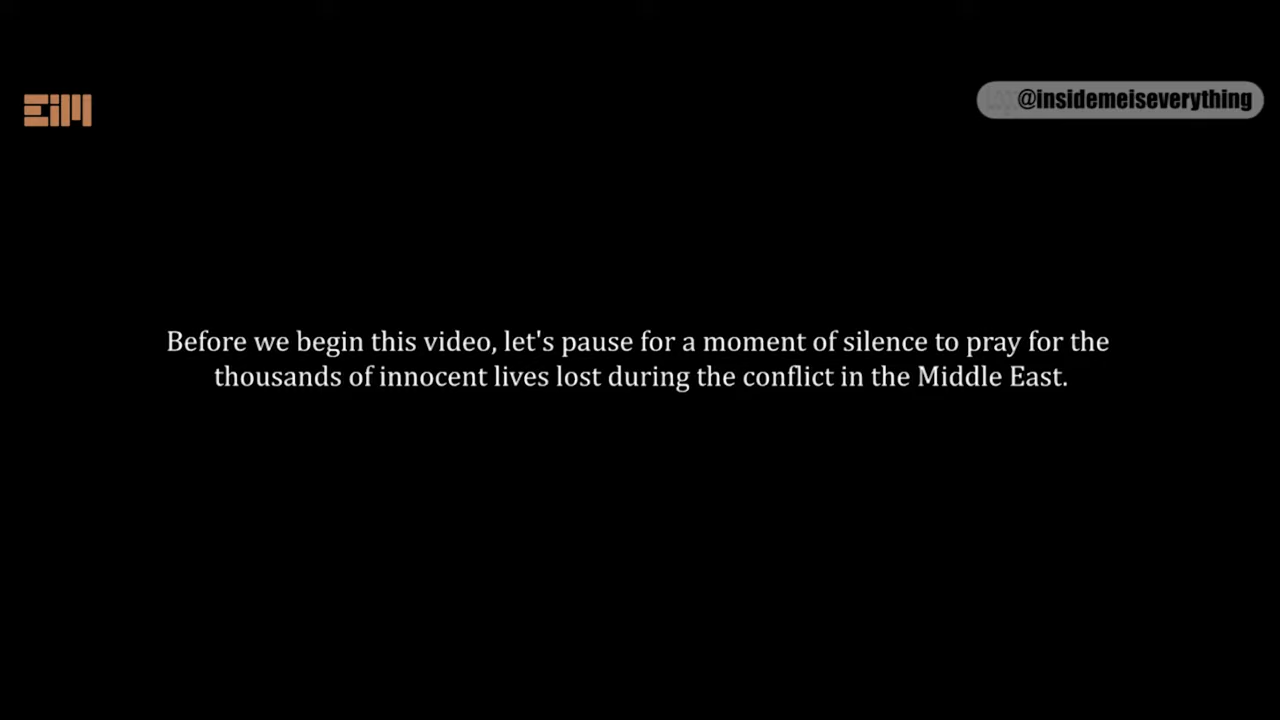 EiM
@insidemeiseverything
Before we begin this video, let's pause for a moment of silence to pray for the
thousands of innocent lives lost during the conflict in the Middle East.